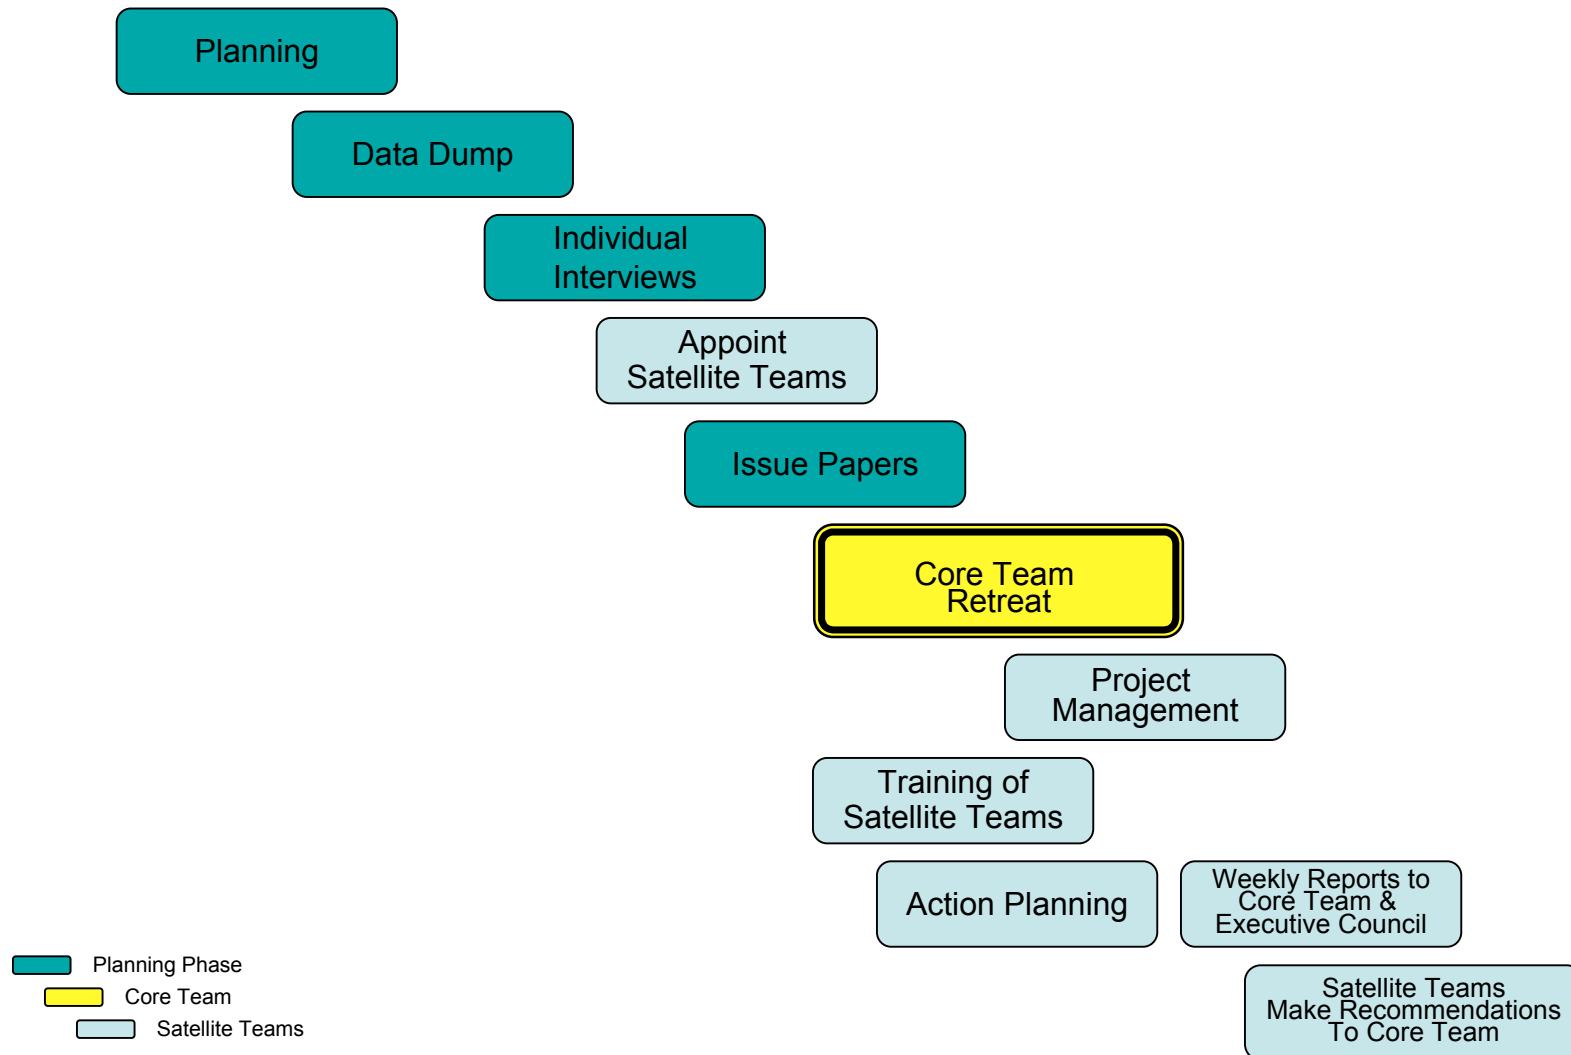 Planning
Data Dump
Individual
Interviews
Appoint
Satellite Teams
Issue Papers
Core Team
Retreat
Project
Management
Training of
Satellite Teams
Action Planning
Weekly Reports to
Core Team &
Executive Council
Satellite Teams
Make Recommendations
To Core Team
Planning Phase
Core Team
Satellite Teams